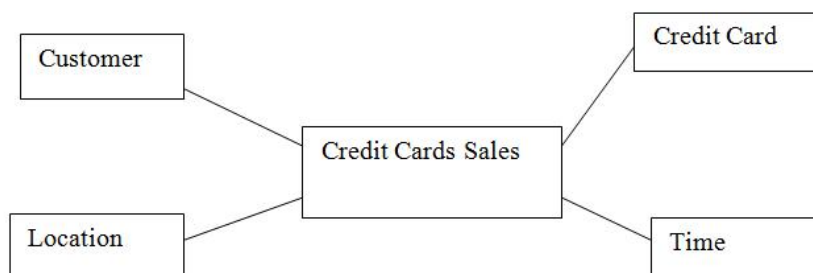 Customer
Credit Card
Credit Cards Sales
Location
Time